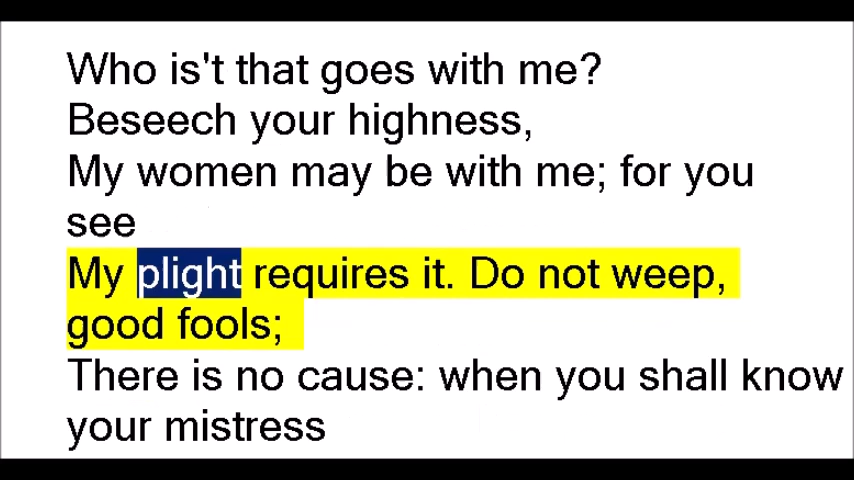 Who is't that goes with me?
Beseech your highness,
My women may be with me; for you
see
My plight requires it. Do not weep,
good fools;
There is no cause: when you shall know
your mistress